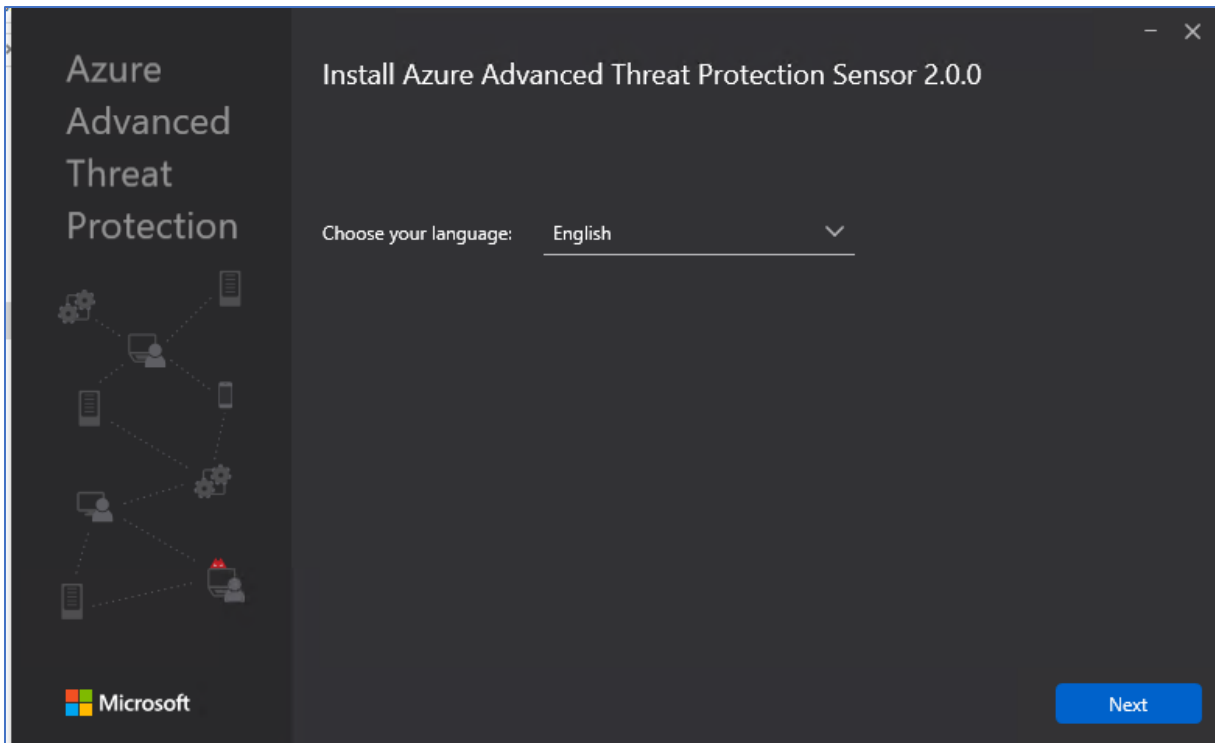 Azure
Advanced
Threat
Protection
Install Azure Advanced Threat Protection Sensor 2.0.0
Choose your language: English
Microsoft
Next